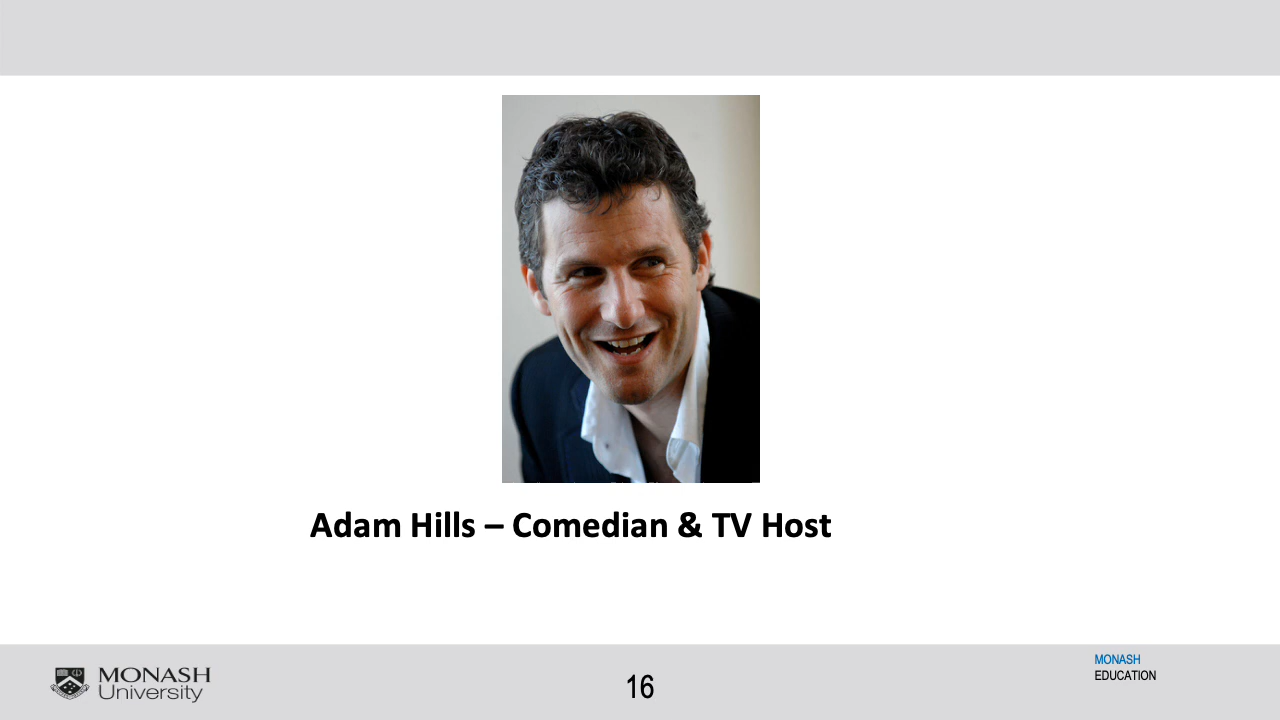 Adam Hills – Comedian & TV Host
MONASH
University
16
MONASH
EDUCATION